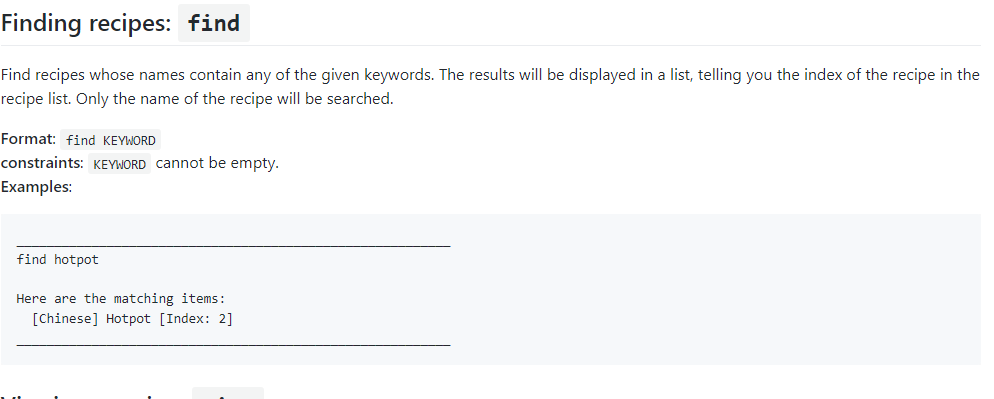 Finding recipes: find
Find recipes whose names contain any of the given keywords. The results will be displayed in a list, telling you the index of the recipe in the
recipe list. Only the name of the recipe will be searched.
Format: find KEYWORD
constraints: KEYWORD cannot be empty.
Examples:
find hotpot
Here are the matching items:
[Chinese] Hotpot [Index: 2]